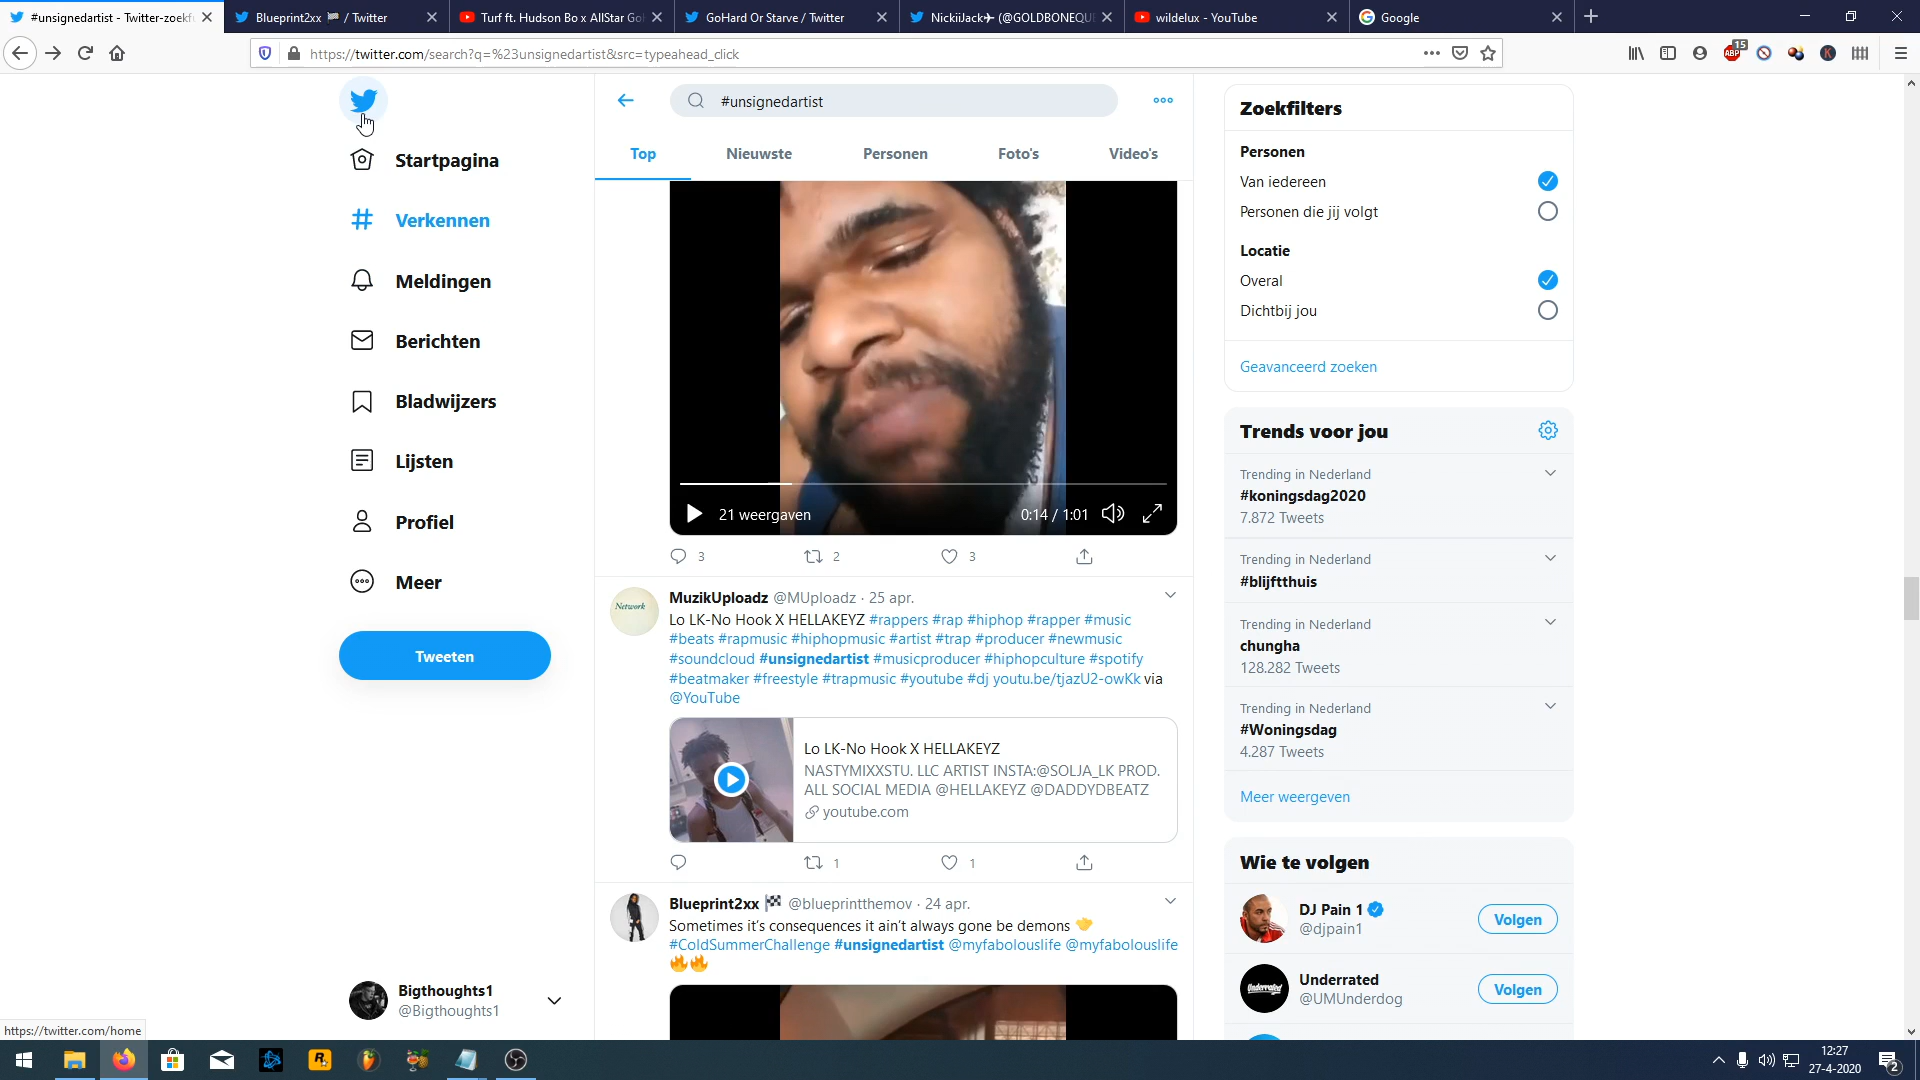 #unsignedartist - Twitter-zoekfu
Blueprint2xx 🏁 / Twitter
Turf ft. Hudson Bo x AllStar Gol
GoHard Or Starve / Twitter
NickiiJack✈ (@GOLDBONEQUE
wildelux - YouTube
Google
https://twitter.com/search?q=%23unsignedartist&src=typeahead_click
ABP
15
K
#unsignedartist
Top
Nieuwste
Personen
Foto's
Video's
Startpagina
Verkennen
Meldingen
Berichten
Bladwijzers
Lijsten
Profiel
Meer
Tweeten
Bigthoughts1
@Bigthoughts1
https://twitter.com/home
21 weergaven
0:14 / 1:01
3
2
3
Network
MuzikUploadz @MUploadz · 25 apr.
Lo LK-No Hook X HELLAKEYZ #rappers #rap #hiphop #rapper #music
#beats #rapmusic #hiphopmusic #artist #trap #producer #newmusic
#soundcloud #unsignedartist #musicproducer #hiphopculture #spotify
#beatmaker #freestyle #trapmusic #youtube #dj youtu.be/tjazU2-owKk via
@YouTube
Lo LK-No Hook X HELLAKEYZ
NASTYMIXXSTU. LLC ARTIST INSTA:@SOLJA_LK PROD.
ALL SOCIAL MEDIA @HELLAKEYZ @DADDYDBEATZ
youtube.com
1
1
Blueprint2xx 🏁 @blueprintthemov · 24 apr.
Sometimes it's consequences it ain't always gone be demons 🤝
#ColdSummerChallenge #unsignedartist @myfabolouslife @myfabolouslife
🔥🔥
Zoekfilters
Personen
Van iedereen
Personen die jij volgt
Locatie
Overal
Dichtbij jou
Geavanceerd zoeken
Trends voor jou
Trending in Nederland
#koningsdag2020
7.872 Tweets
Trending in Nederland
#blijftthuis
Trending in Nederland
chungha
128.282 Tweets
Trending in Nederland
#Woningsdag
4.287 Tweets
Meer weergeven
Wie te volgen
DJ Pain 1
@djpain1
Volgen
Underrated
Underrated
@UMUnderdog
Volgen
R
12:27
27-4-2020
2